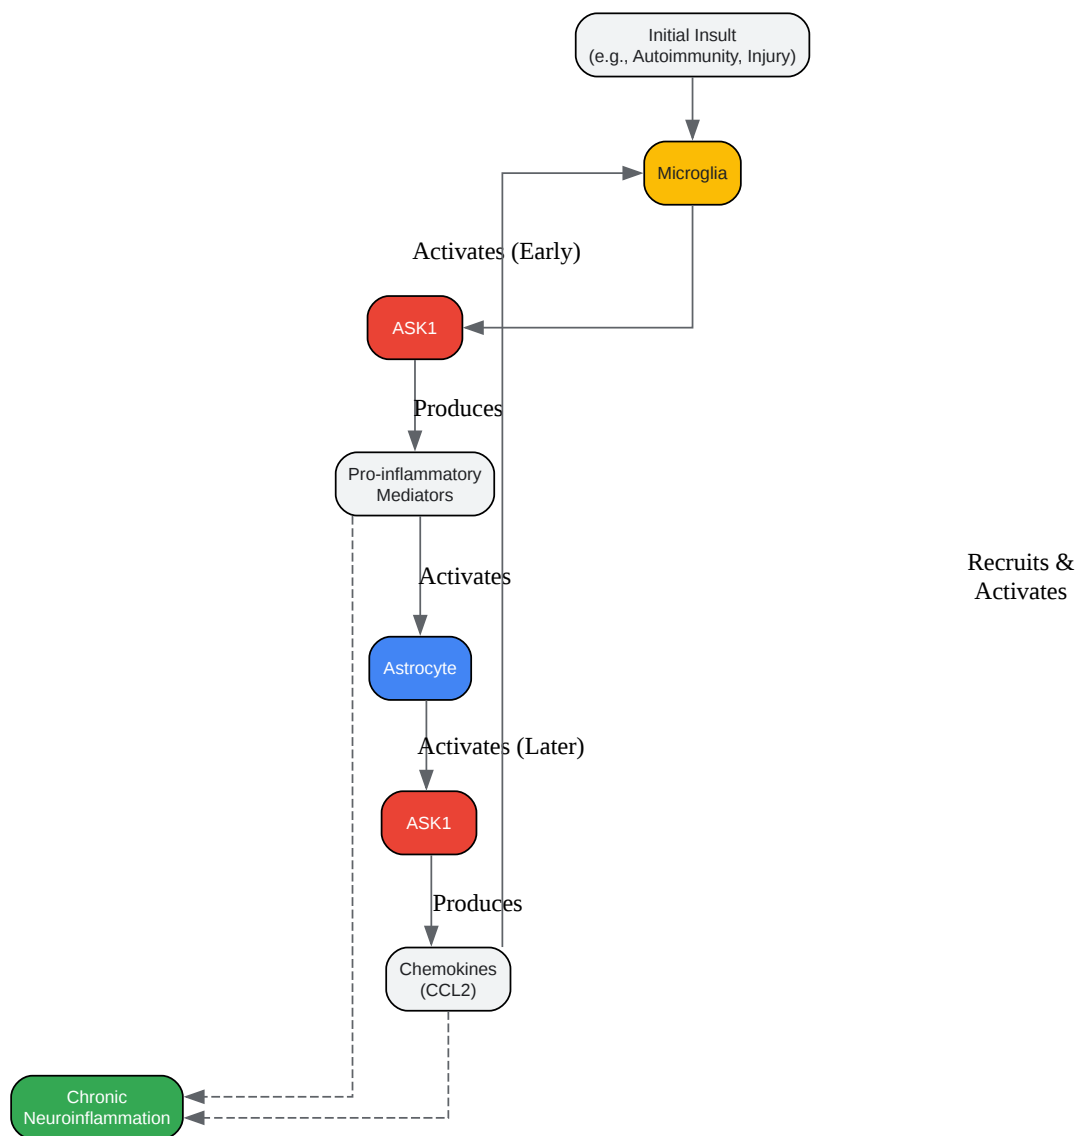 Initial Insult
(e.g., Autoimmunity, Injury)
Microglia
Activates (Early)
ASK1
Produces
Pro-inflammatory
Mediators
Recruits &
Activates
Activates
Astrocyte
Activates (Later)
ASK1
Produces
Chemokines
(CCL2)
Chronic
Neuroinflammation